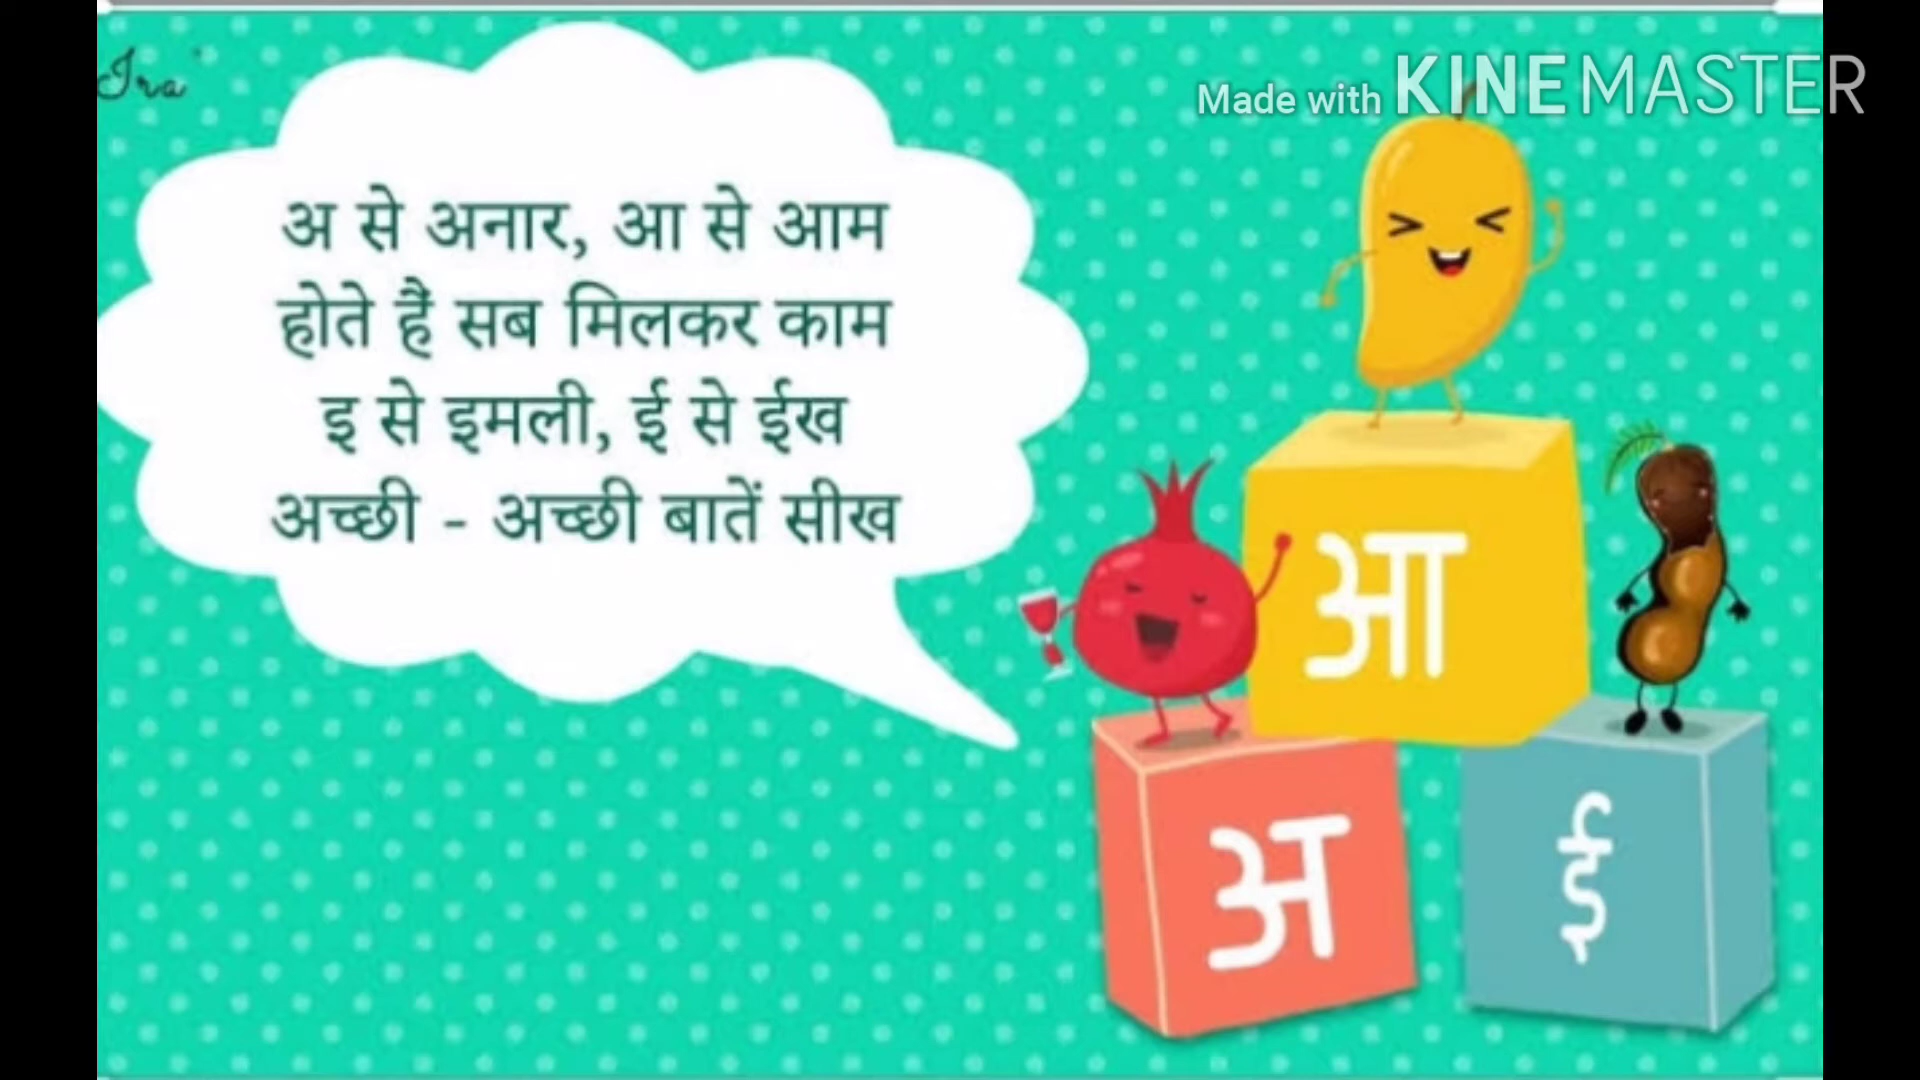 Ira
Made with KINEMASTER
अ से अनार, आ से आम
होते हैं सब मिलकर काम
इ से इमली, ई से ईख
अच्छी - अच्छी बातें सीख
आ
अ
ई